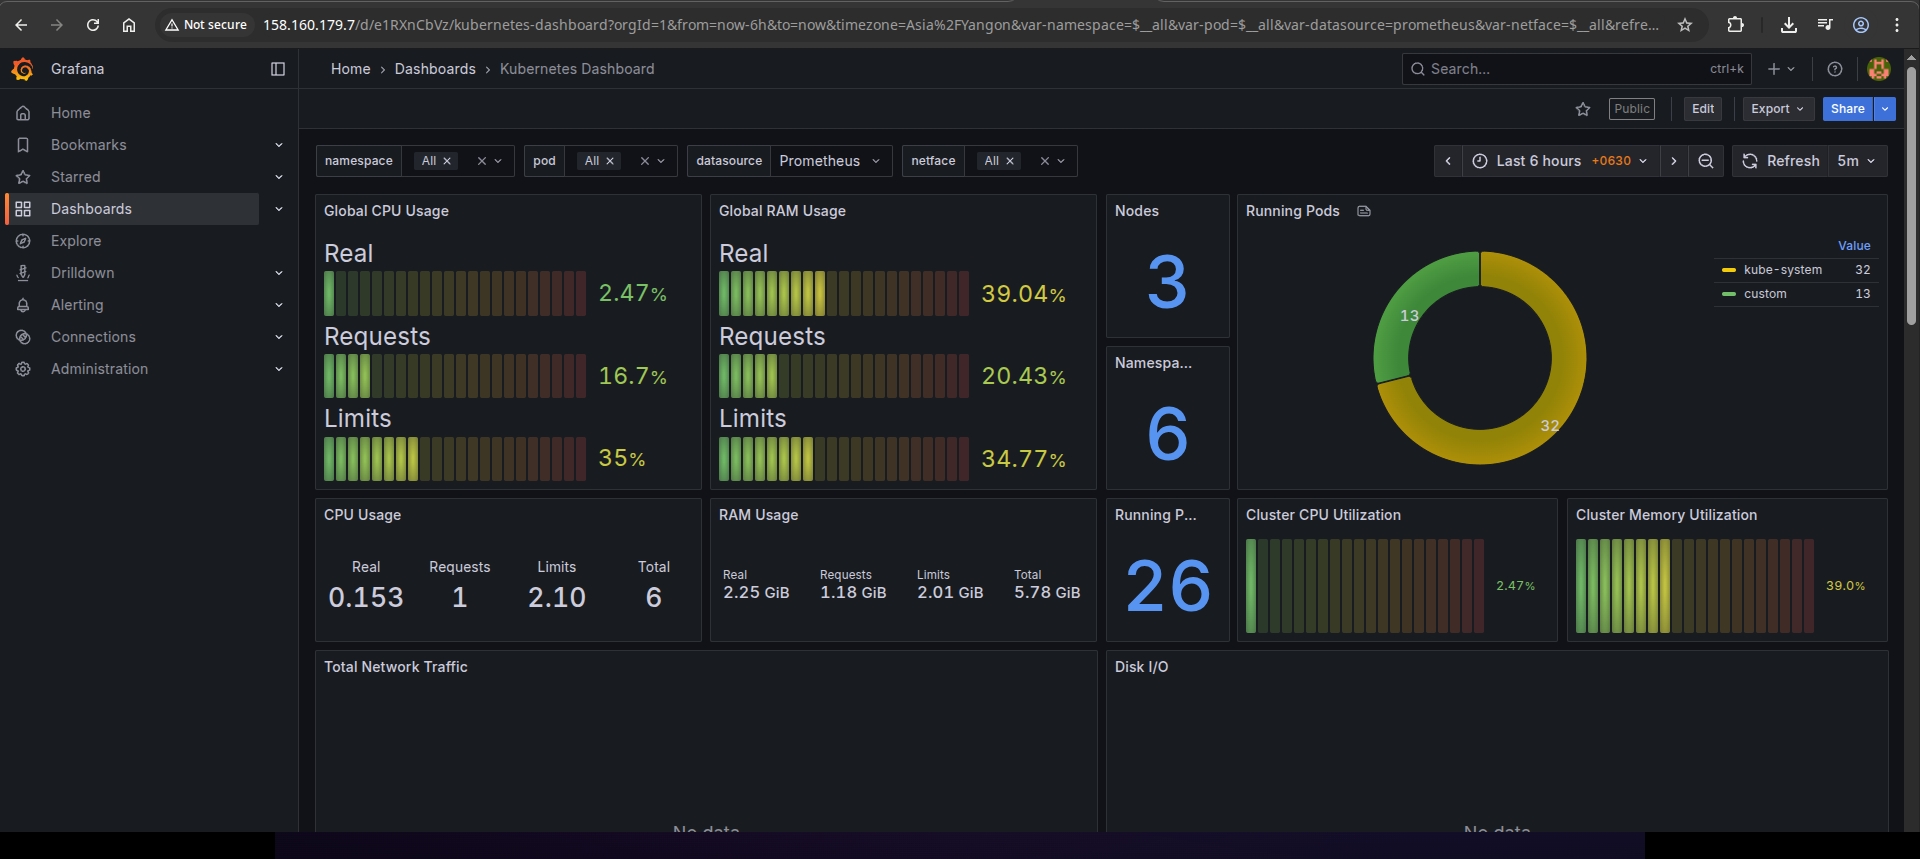 Not secure 158.160.179.7/d/e1RXnCbVz/kubernetes-dashboard?orgId=1&from=now-6h&to=now&timezone=Asia%2FYangon&var-namespace=$__all&var-pod=$__all&var-datasource=prometheus&var-netface=$__all&refre...
Grafana
Home › Dashboards › Kubernetes Dashboard
Search... ctrl+k
Home
Bookmarks
Starred
Dashboards
Explore
Drilldown
Alerting
Connections
Administration
Public Edit Export Share
namespace All pod All datasource Prometheus netface All
Last 6 hours +0630 Refresh 5m
Global CPU Usage
Real
2.47%
Requests
16.7%
Limits
35%
Global RAM Usage
Real
39.04%
Requests
20.43%
Limits
34.77%
Nodes
3
Namespa...
6
Running Pods
Value
kube-system 32
custom 13
13
32
CPU Usage
Real Requests Limits Total
0.153 1 2.10 6
RAM Usage
Real Requests Limits Total
2.25 GiB 1.18 GiB 2.01 GiB 5.78 GiB
Running P...
26
Cluster CPU Utilization
2.47%
Cluster Memory Utilization
39.0%
Total Network Traffic
No data
Disk I/O
No data